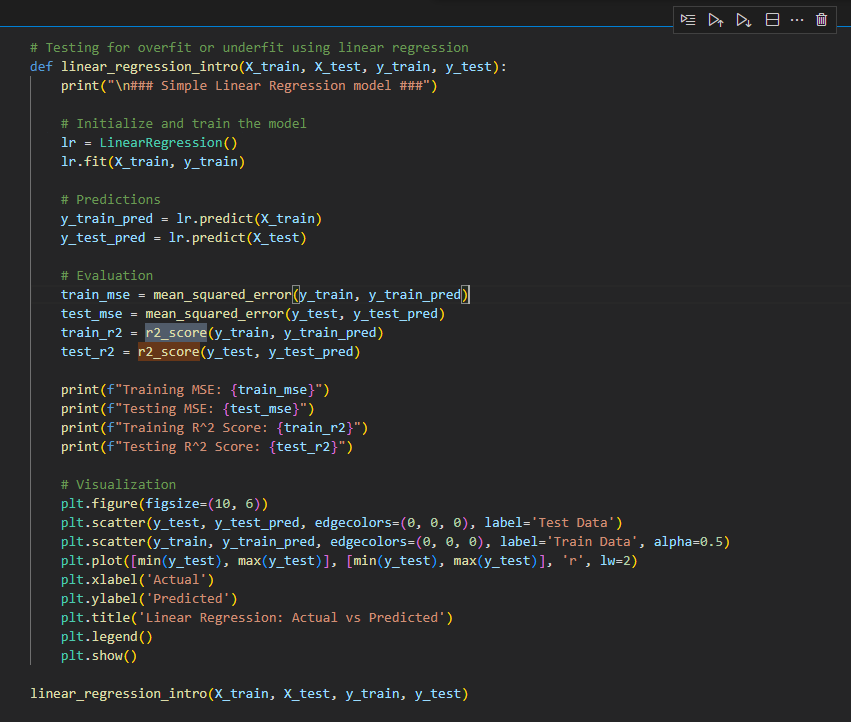 # Testing for overfit or underfit using linear regression
def linear_regression_intro(X_train, X_test, y_train, y_test):
    print("\n### Simple Linear Regression model ###")

    # Initialize and train the model
    lr = LinearRegression()
    lr.fit(X_train, y_train)

    # Predictions
    y_train_pred = lr.predict(X_train)
    y_test_pred = lr.predict(X_test)

    # Evaluation
    train_mse = mean_squared_error(y_train, y_train_pred)
    test_mse = mean_squared_error(y_test, y_test_pred)
    train_r2 = r2_score(y_train, y_train_pred)
    test_r2 = r2_score(y_test, y_test_pred)

    print(f"Training MSE: {train_mse}")
    print(f"Testing MSE: {test_mse}")
    print(f"Training R^2 Score: {train_r2}")
    print(f"Testing R^2 Score: {test_r2}")

    # Visualization
    plt.figure(figsize=(10, 6))
    plt.scatter(y_test, y_test_pred, edgecolors=(0, 0, 0), label='Test Data')
    plt.scatter(y_train, y_train_pred, edgecolors=(0, 0, 0), label='Train Data', alpha=0.5)
    plt.plot([min(y_test), max(y_test)], [min(y_test), max(y_test)], 'r', lw=2)
    plt.xlabel('Actual')
    plt.ylabel('Predicted')
    plt.title('Linear Regression: Actual vs Predicted')
    plt.legend()
    plt.show()

linear_regression_intro(X_train, X_test, y_train, y_test)